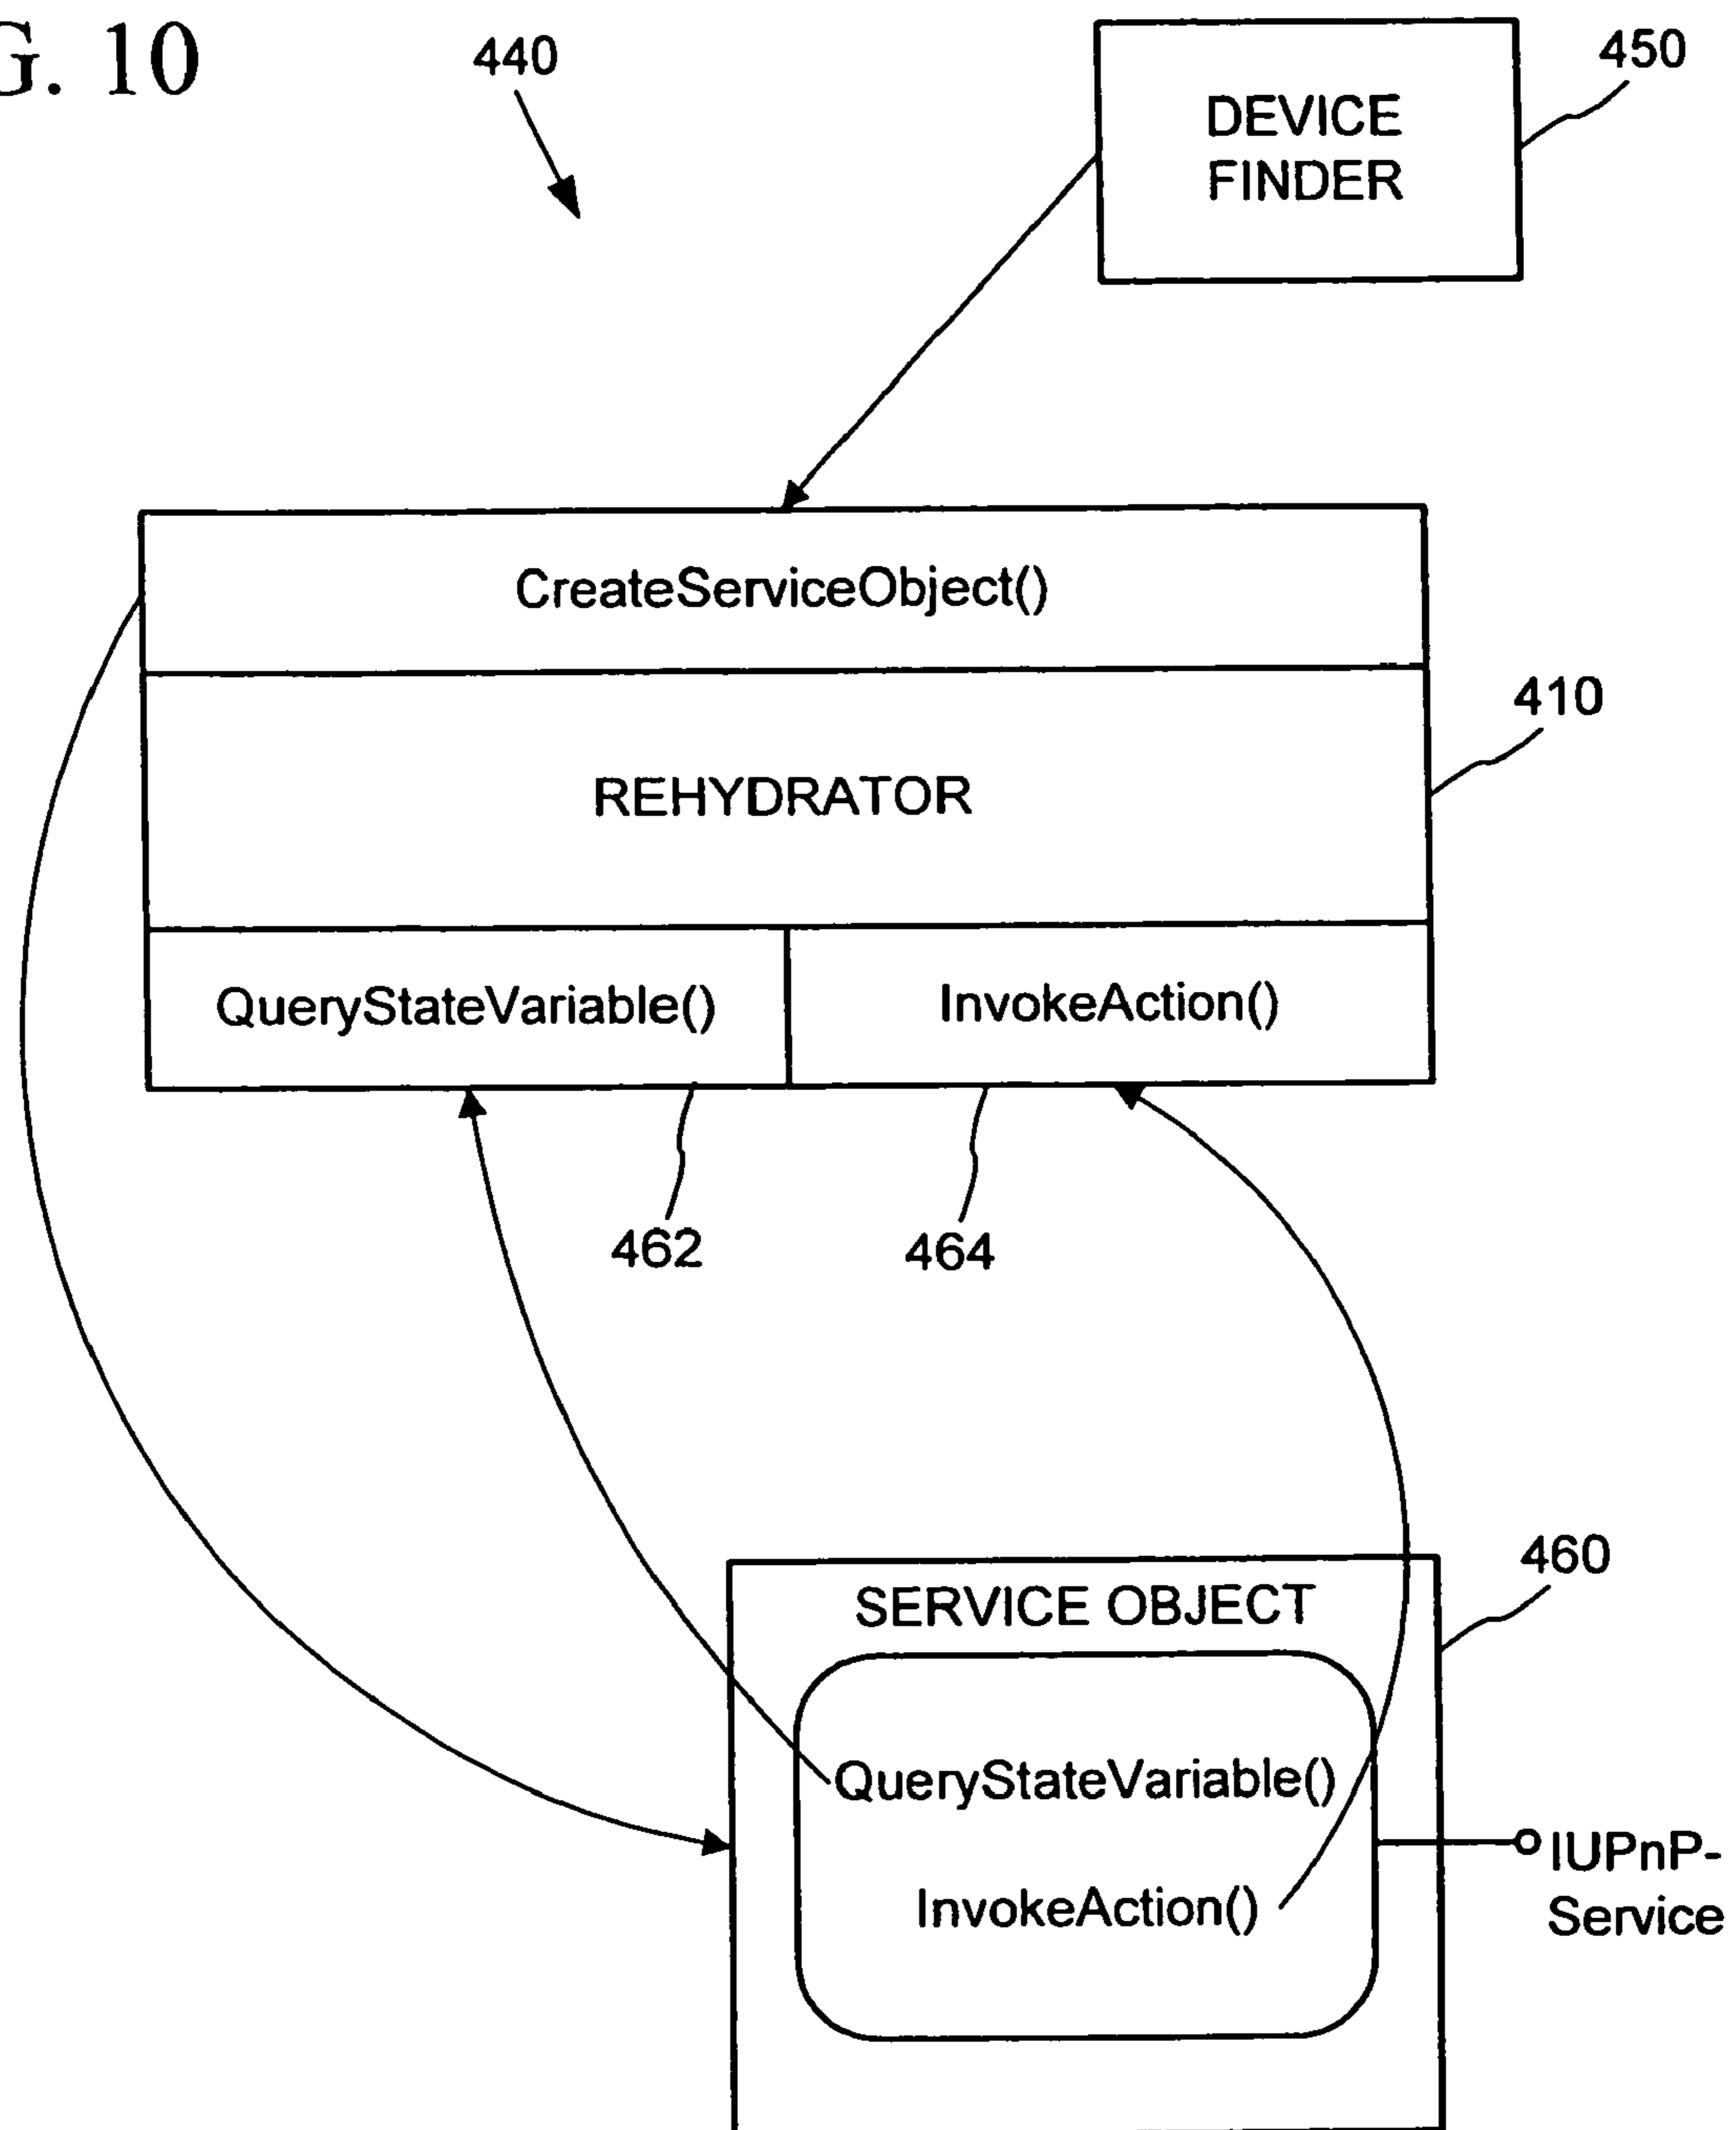 G. 10
440
450
DEVICE
FINDER
CreateServiceObject()
410
REHYDRATOR
QueryStateVariable()
InvokeAction()
462
464
460
SERVICE OBJECT
QueryStateVariable()
InvokeAction()
IUPnP-
Service